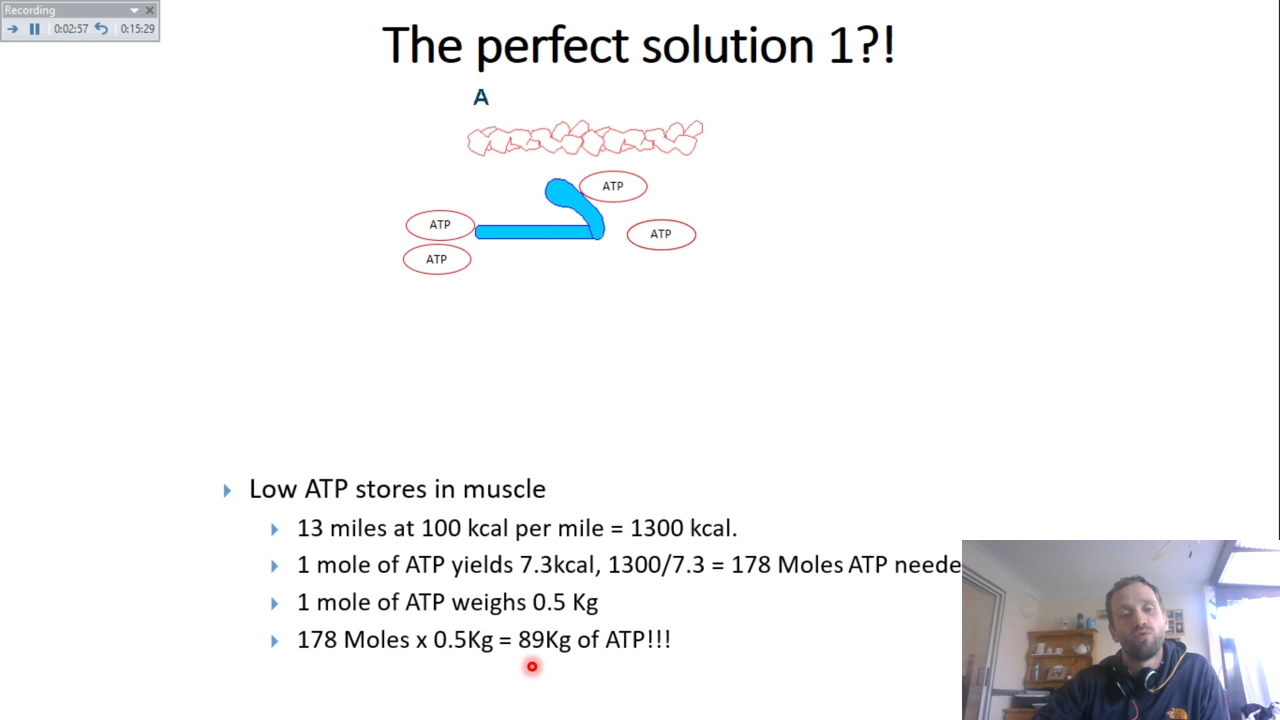 Recording
0:02:57 0:15:29
The perfect solution 1?!
A
ATP
ATP
ATP
ATP
Low ATP stores in muscle
13 miles at 100 kcal per mile = 1300 kcal.
1 mole of ATP yields 7.3kcal, 1300/7.3 = 178 Moles ATP neede
1 mole of ATP weighs 0.5 Kg
178 Moles x 0.5Kg = 89Kg of ATP!!!